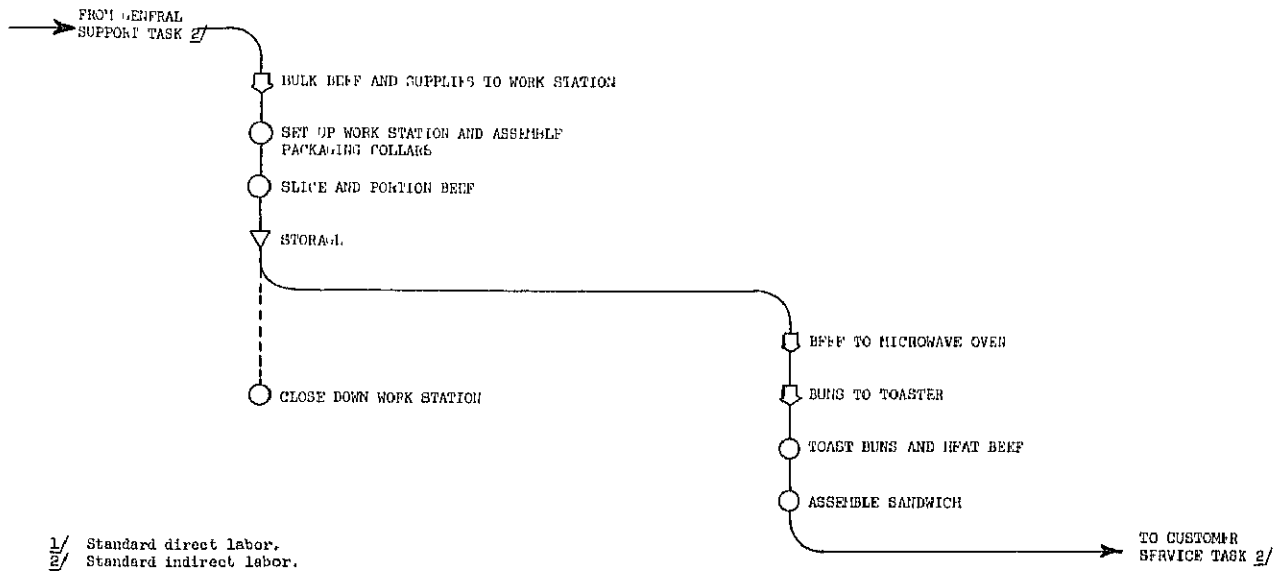 FROM GENERAL
SUPPORT TASK 2/
BULK BEEF AND SUPPLIES TO WORK STATION
SET UP WORK STATION AND ASSEMBLE
PACKAGING COLLARS
SLICE AND PORTION BEEF
STORAGE
BEEF TO MICROWAVE OVEN
CLOSE DOWN WORK STATION
BUNS TO TOASTER
TOAST BUNS AND HEAT BEEF
ASSEMBLE SANDWICH
TO CUSTOMER
SERVICE TASK 2/
1/ Standard direct labor.
2/ Standard indirect labor.